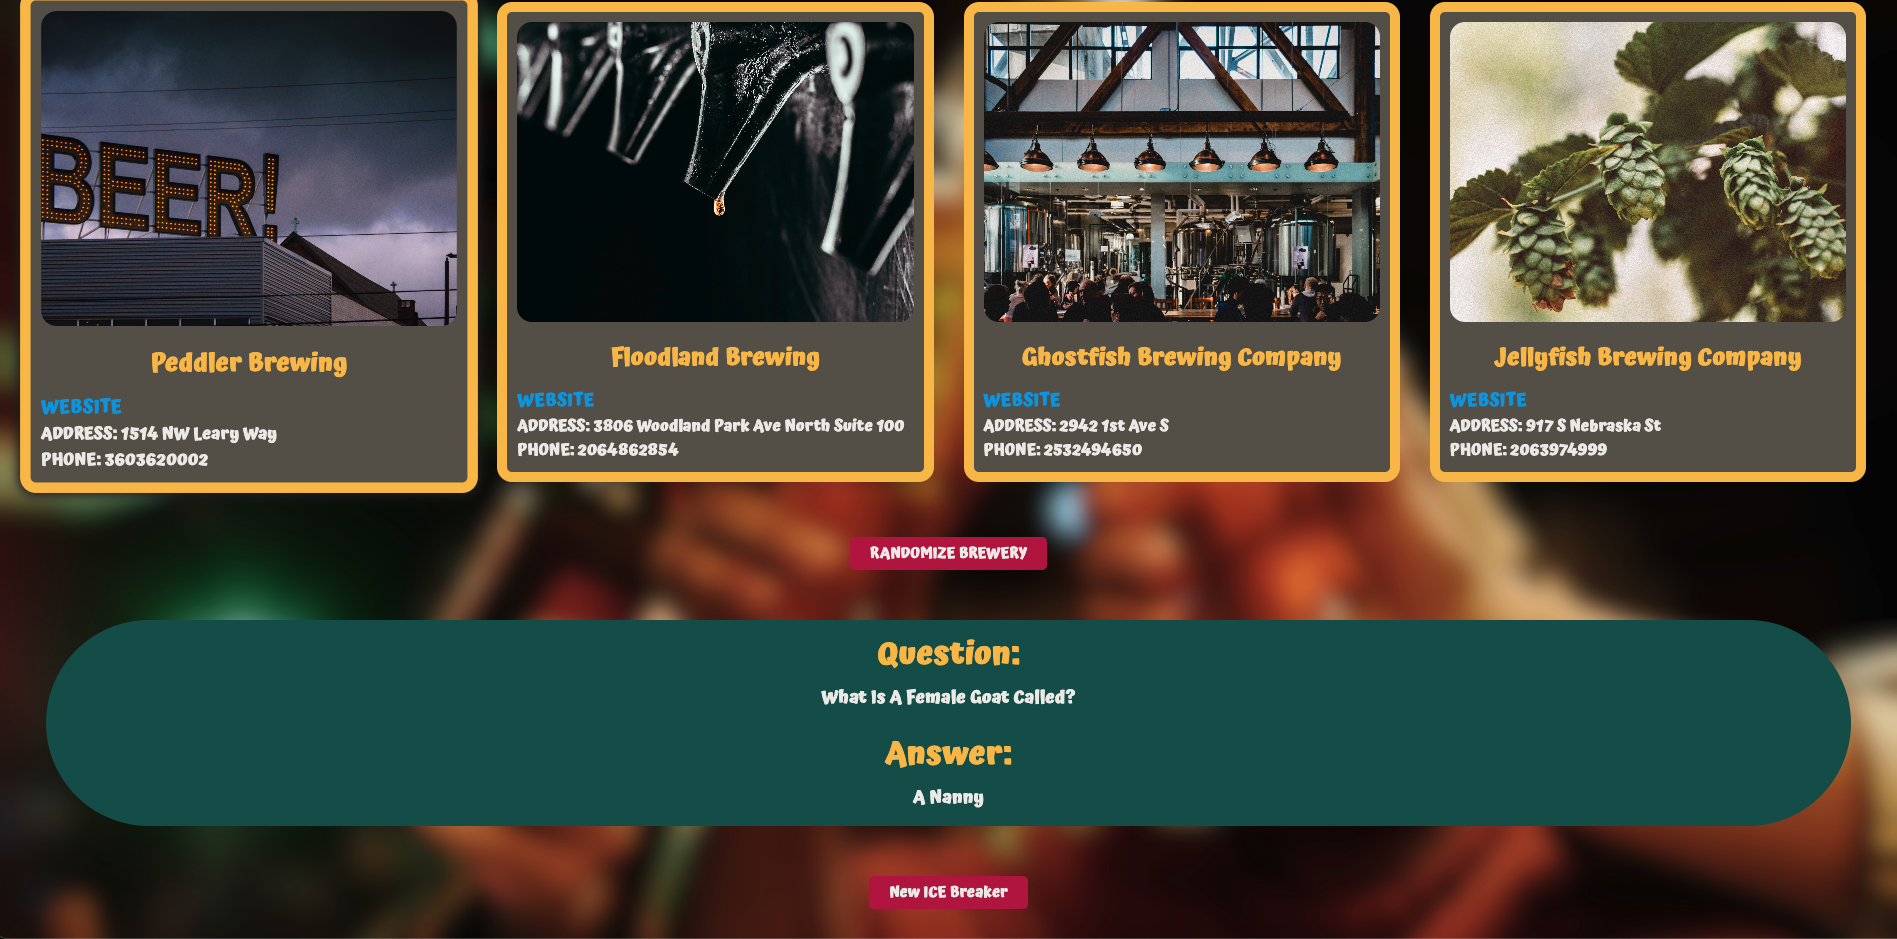 BEER!
Peddler Brewing
WEBSITE
ADDRESS: 1514 NW Leary Way
PHONE: 3603620002
Floodland Brewing
WEBSITE
ADDRESS: 3806 Woodland Park Ave North Suite 100
PHONE: 2064862854
Ghostfish Brewing Company
WEBSITE
ADDRESS: 2942 1st Ave S
PHONE: 2532494650
Jellyfish Brewing Company
WEBSITE
ADDRESS: 917 S Nebraska St
PHONE: 2063974999
RANDOMIZE BREWERY
Question:
What Is A Female Goat Called?
Answer:
A Nanny
New ICE Breaker